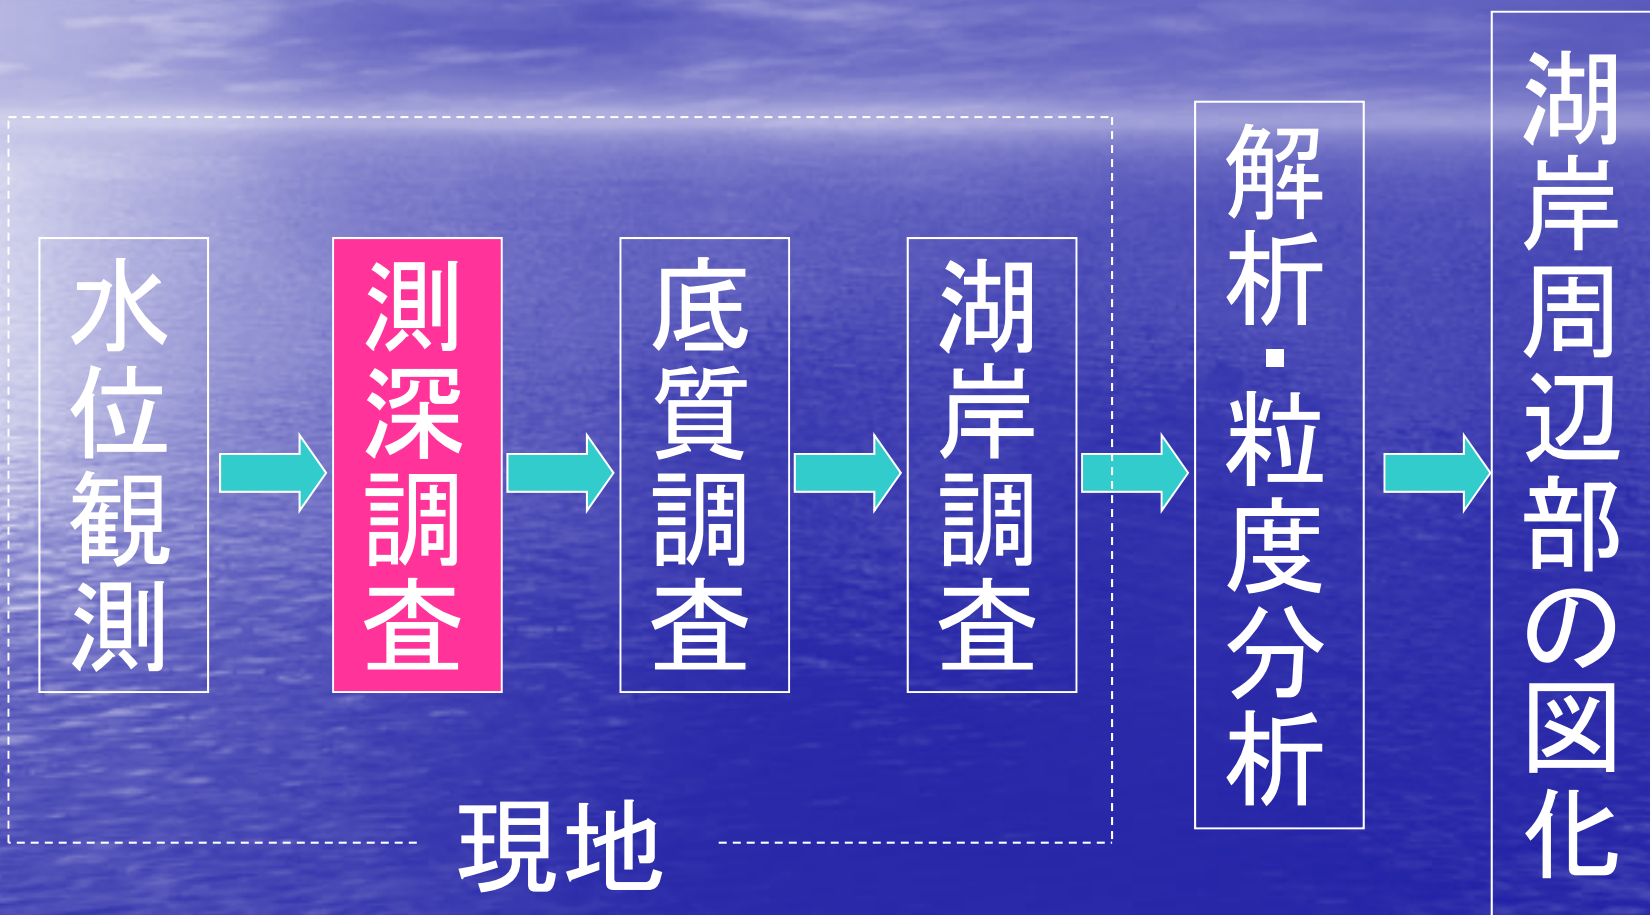 水位観測
測深調査
底質調査
湖岸調査
解析・粒度分析
湖岸周辺部の図化
現地